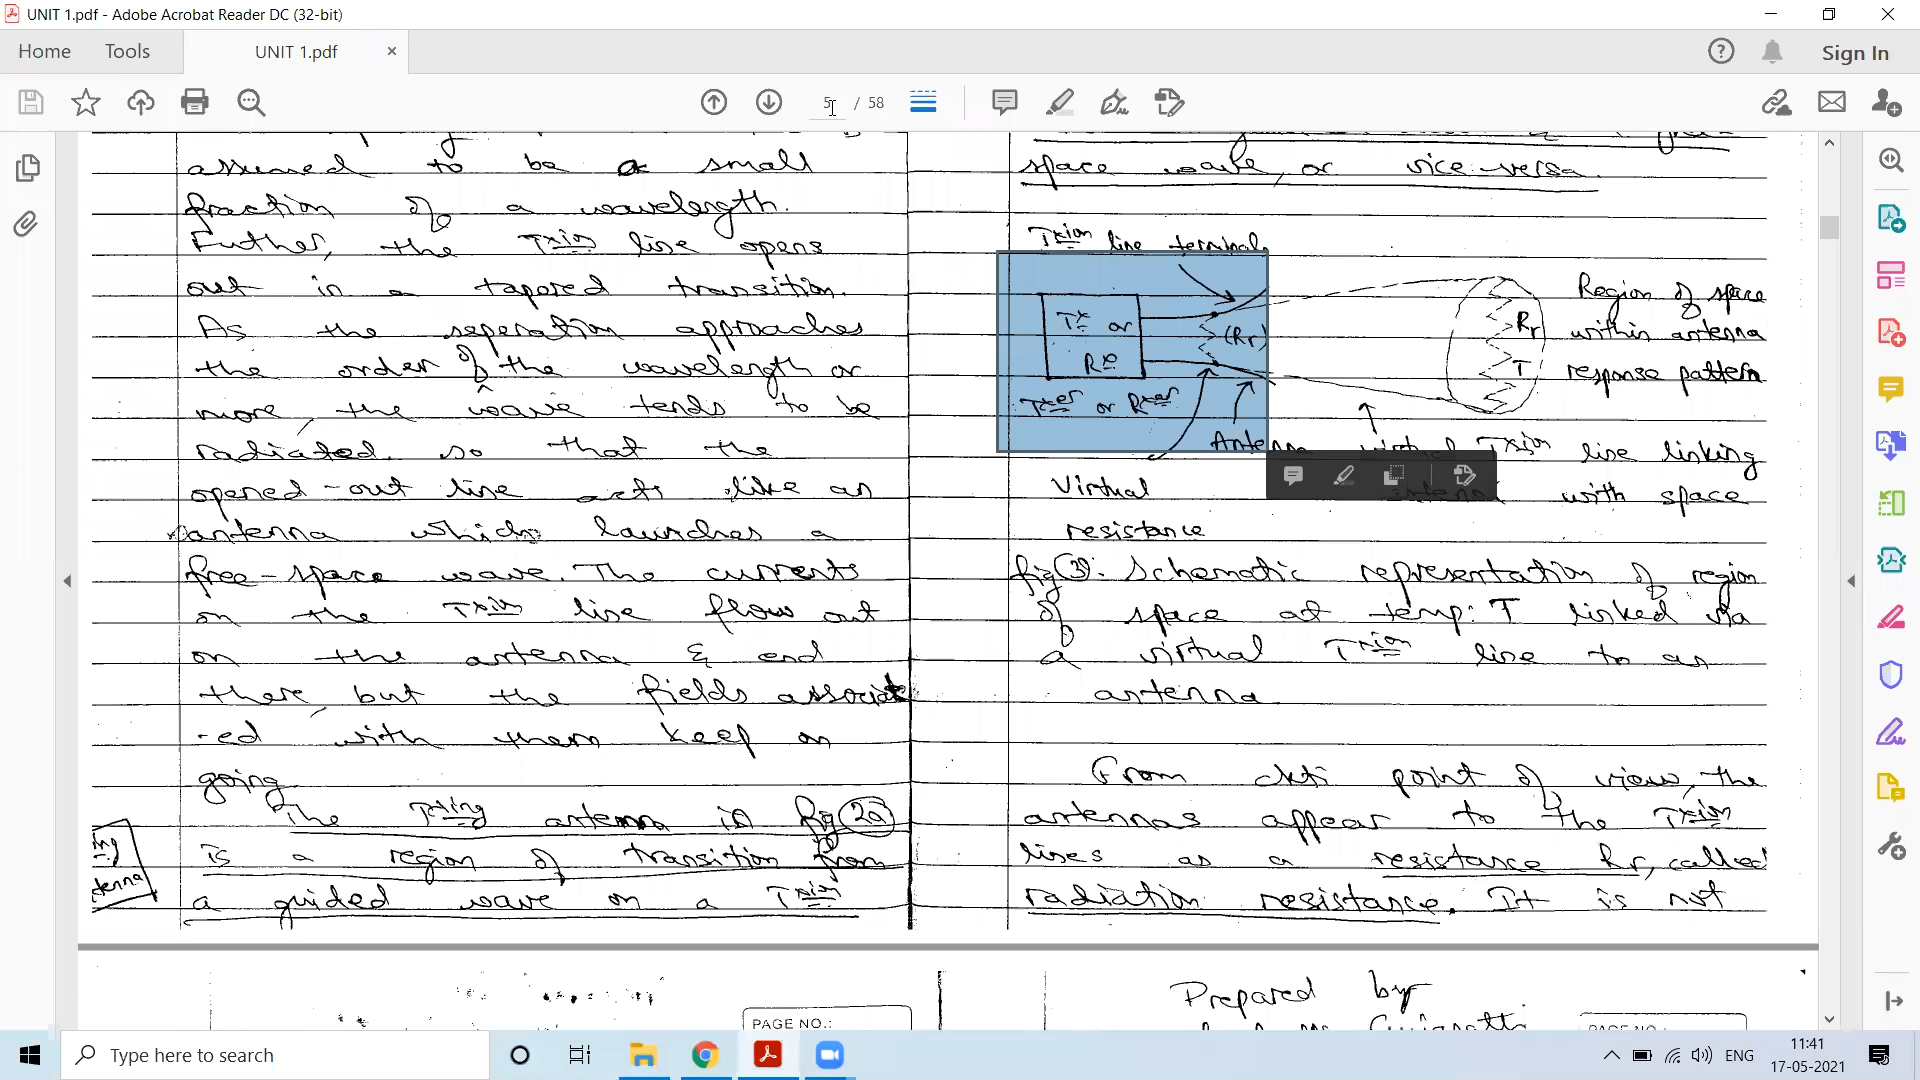 UNIT 1.pdf - Adobe Acrobat Reader DC (32-bit)
Home Tools UNIT 1.pdf × Sign In
5 / 58
assumed to be a small
fraction of a wavelength.
Futher, the Txion line opens
out in a tapered transition.
As the seperation approaches
the order of the wavelength or
more, the wave tends to be
radiated so that the
opened-out line acts like an
antenna which launches a
free-space wave. The currents
on the Txion line flow out
on the antenna & end
there, but the fields associat
-ed with them keep on
going
The Txing antenna in fig 2a
is a region of transition from
a guided wave on a Txion
space wave, or vice-versa.
Txion line terminals
Tx or
Rx
Txer or Rxer
(Rr)
Rr
T
Region of space
within antenna
response pattern
Antenna virtual Txion line linking
with space
Virtual
resistance
fig(3): Schematic representation of region
of space at temp: T linked via
a virtual Txion line to an
antenna.
From ckti point of view, the
antennas appear to the Txion
lines as a resistance Rr, called
radiation resistance. It is not
PAGE NO.:
Prepared by
Type here to search
ENG
11:41
17-05-2021